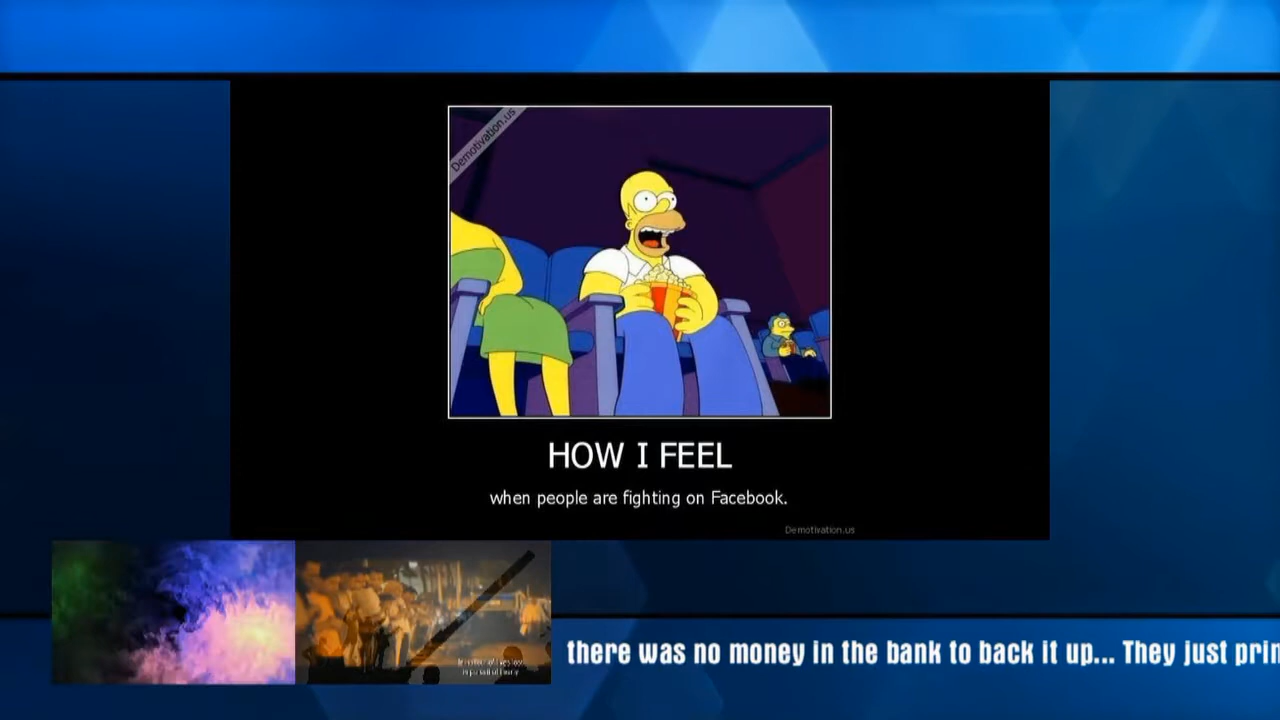 Demotivation.us
HOW I FEEL
when people are fighting on Facebook.
Demotivation.us
there was no money in the bank to back it up... They just prin